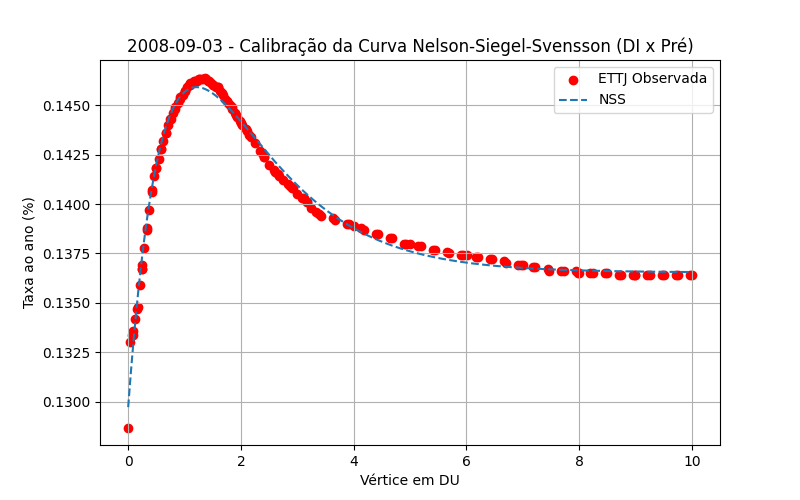 2008-09-03 - Calibração da Curva Nelson-Siegel-Svensson (DI x Pré)
ETTJ Observada
NSS
Taxa ao ano (%)
0.1450
0.1425
0.1400
0.1375
0.1350
0.1325
0.1300
0 2 4 6 8 10
Vértice em DU